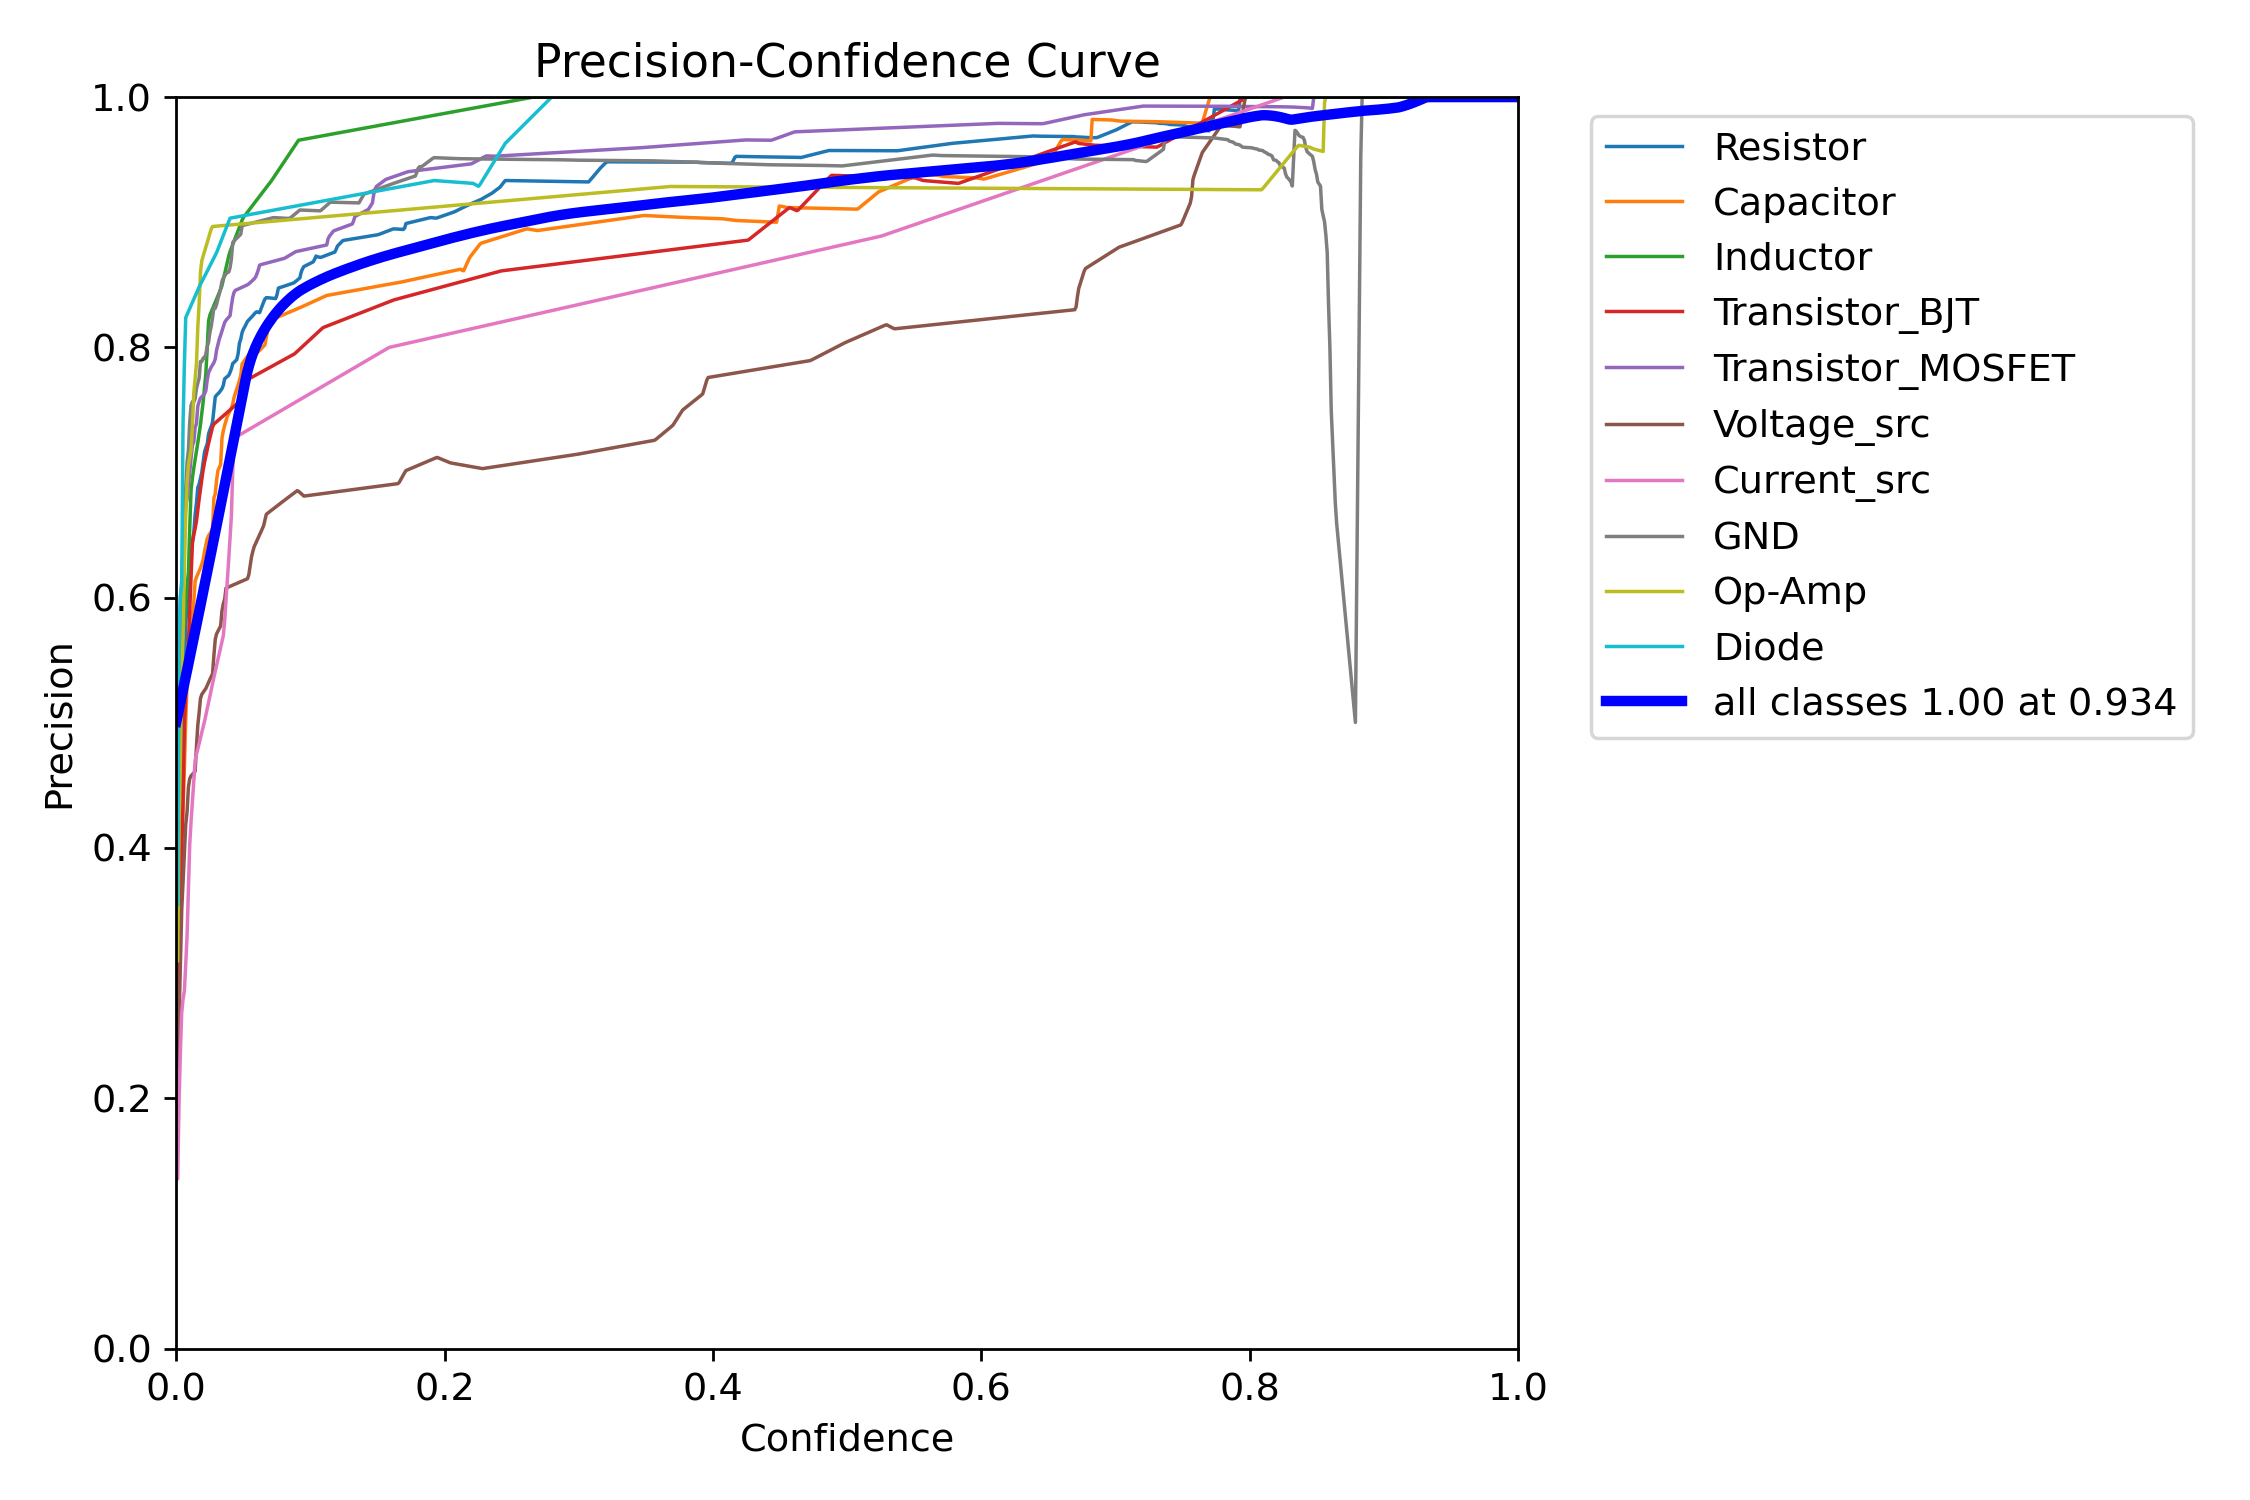 Precision-Confidence Curve
1.0
0.8
0.6
0.4
0.2
0.0
Precision
0.0 0.2 0.4 0.6 0.8 1.0
Confidence
Resistor
Capacitor
Inductor
Transistor_BJT
Transistor_MOSFET
Voltage_src
Current_src
GND
Op-Amp
Diode
all classes 1.00 at 0.934